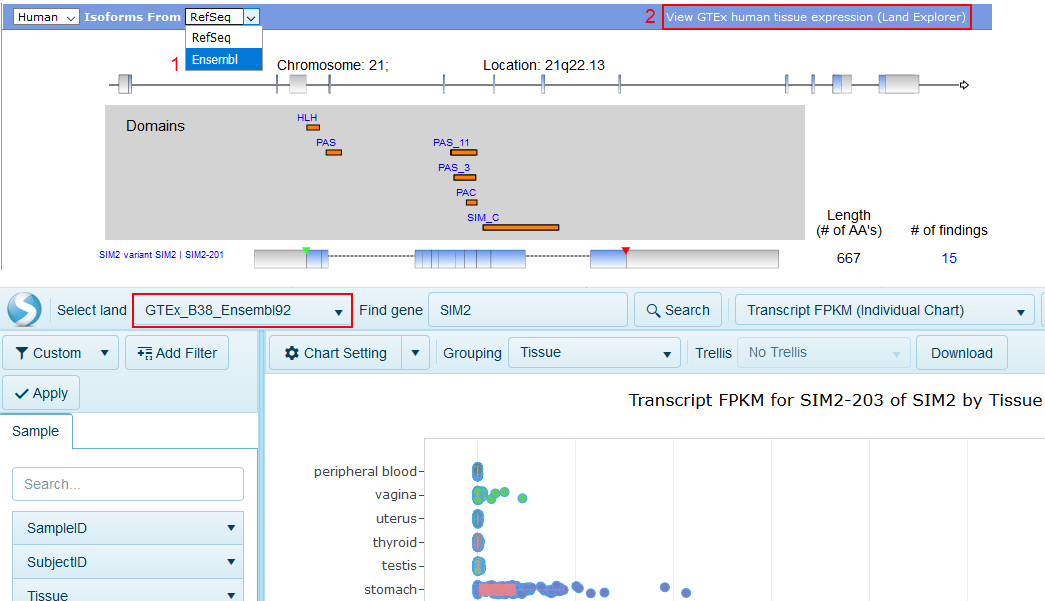 Human Isoforms From RefSeq 2 View GTEx human tissue expression (Land Explorer)
RefSeq
1 Ensembl
Chromosome: 21; Location: 21q22.13
Domains
HLH
PAS
PAS_11
PAS_3
PAC
SIM_C
Length
(# of AA's) # of findings
SIM2 variant SIM2 | SIM2-201 667 15
Select land GTEx_B38_Ensembl92 Find gene SIM2 Search Transcript FPKM (Individual Chart)
Custom Add Filter Chart Setting Grouping Tissue Trellis No Trellis Download
Apply
Transcript FPKM for SIM2-203 of SIM2 by Tissue
Sample
peripheral blood
Search...
vagina
uterus
SampleID
thyroid
SubjectID
testis
stomach
Tissue